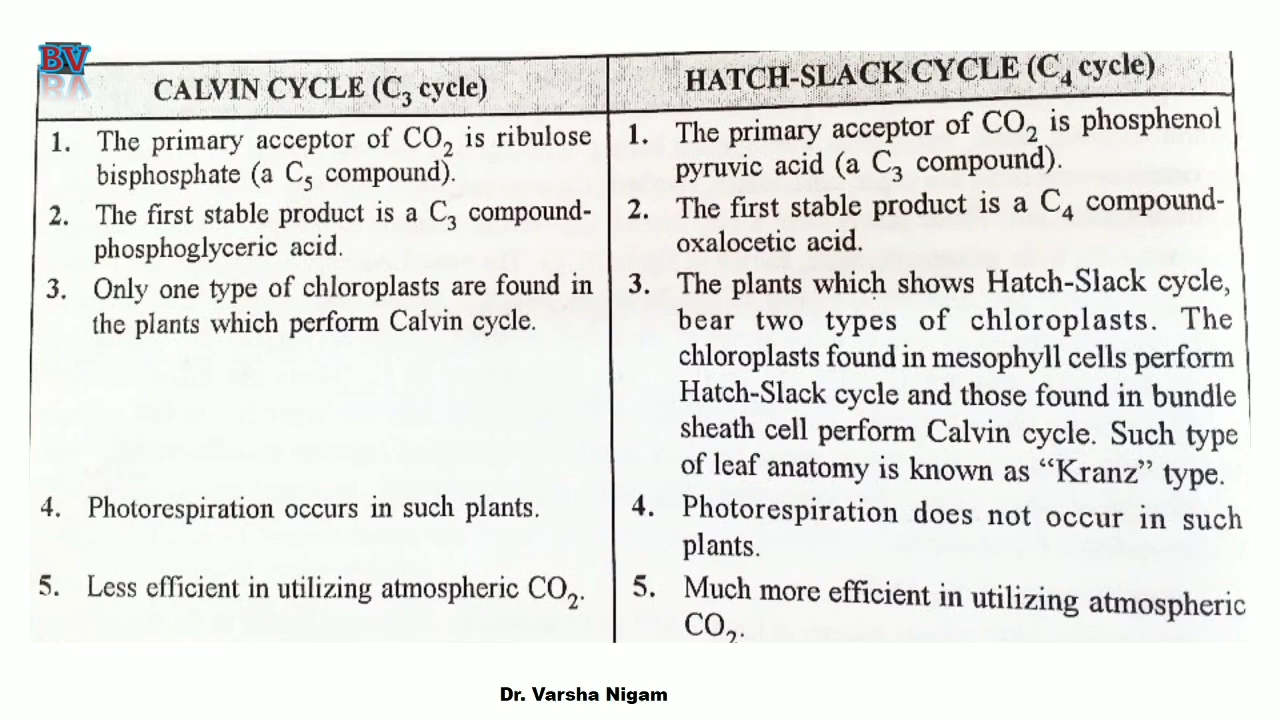 BV
CALVIN CYCLE (C₃ cycle)
1. The primary acceptor of CO₂ is ribulose
bisphosphate (a C₅ compound).
2. The first stable product is a C₃ compound-
phosphoglyceric acid.
3. Only one type of chloroplasts are found in
the plants which perform Calvin cycle.
4. Photorespiration occurs in such plants.
5. Less efficient in utilizing atmospheric CO₂.
HATCH-SLACK CYCLE (C₄ cycle)
1. The primary acceptor of CO₂ is phosphenol
pyruvic acid (a C₃ compound).
2. The first stable product is a C₄ compound-
oxalocetic acid.
3. The plants which shows Hatch-Slack cycle,
bear two types of chloroplasts. The
chloroplasts found in mesophyll cells perform
Hatch-Slack cycle and those found in bundle
sheath cell perform Calvin cycle. Such type
of leaf anatomy is known as “Kranz” type.
4. Photorespiration does not occur in such
plants.
5. Much more efficient in utilizing atmospheric
CO₂.
Dr. Varsha Nigam